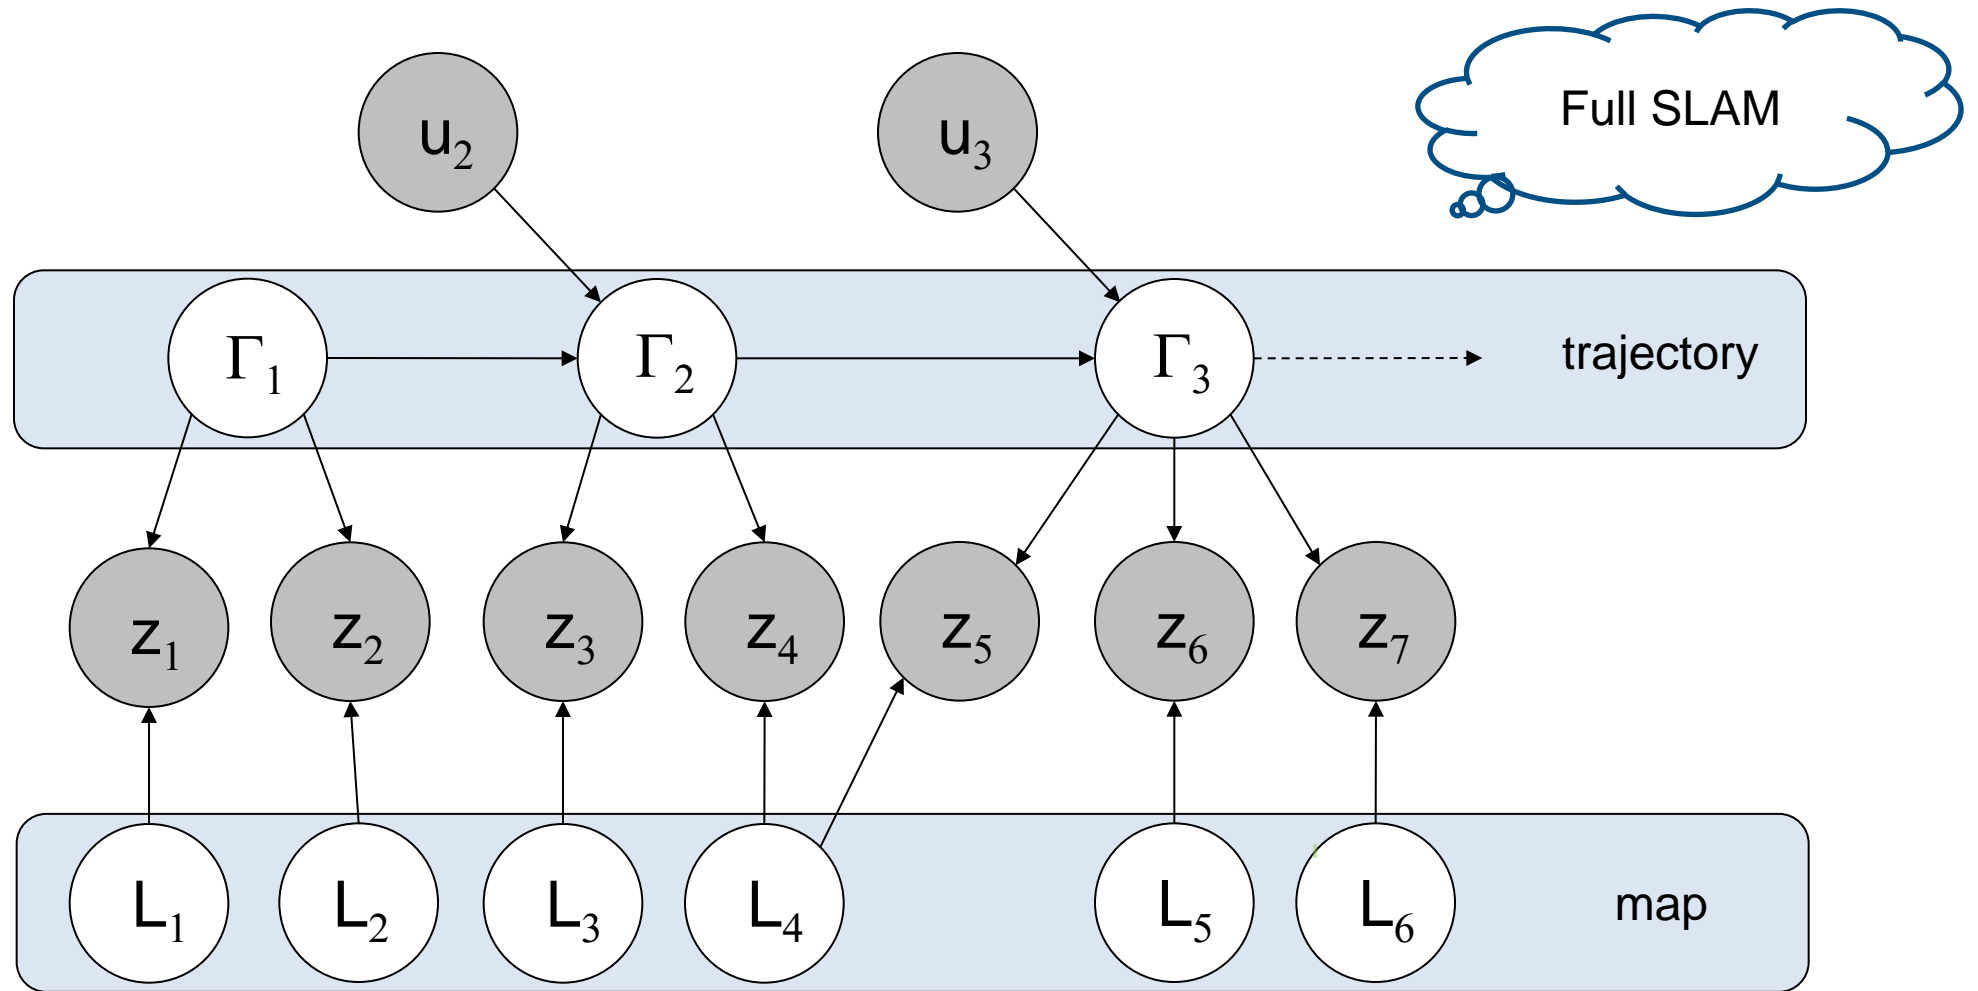 Full SLAM
u₂
u₃
Γ₁
Γ₂
Γ₃
trajectory
z₁
z₂
z₃
z₄
z₅
z₆
z₇
L₁
L₂
L₃
L₄
L₅
L₆
map